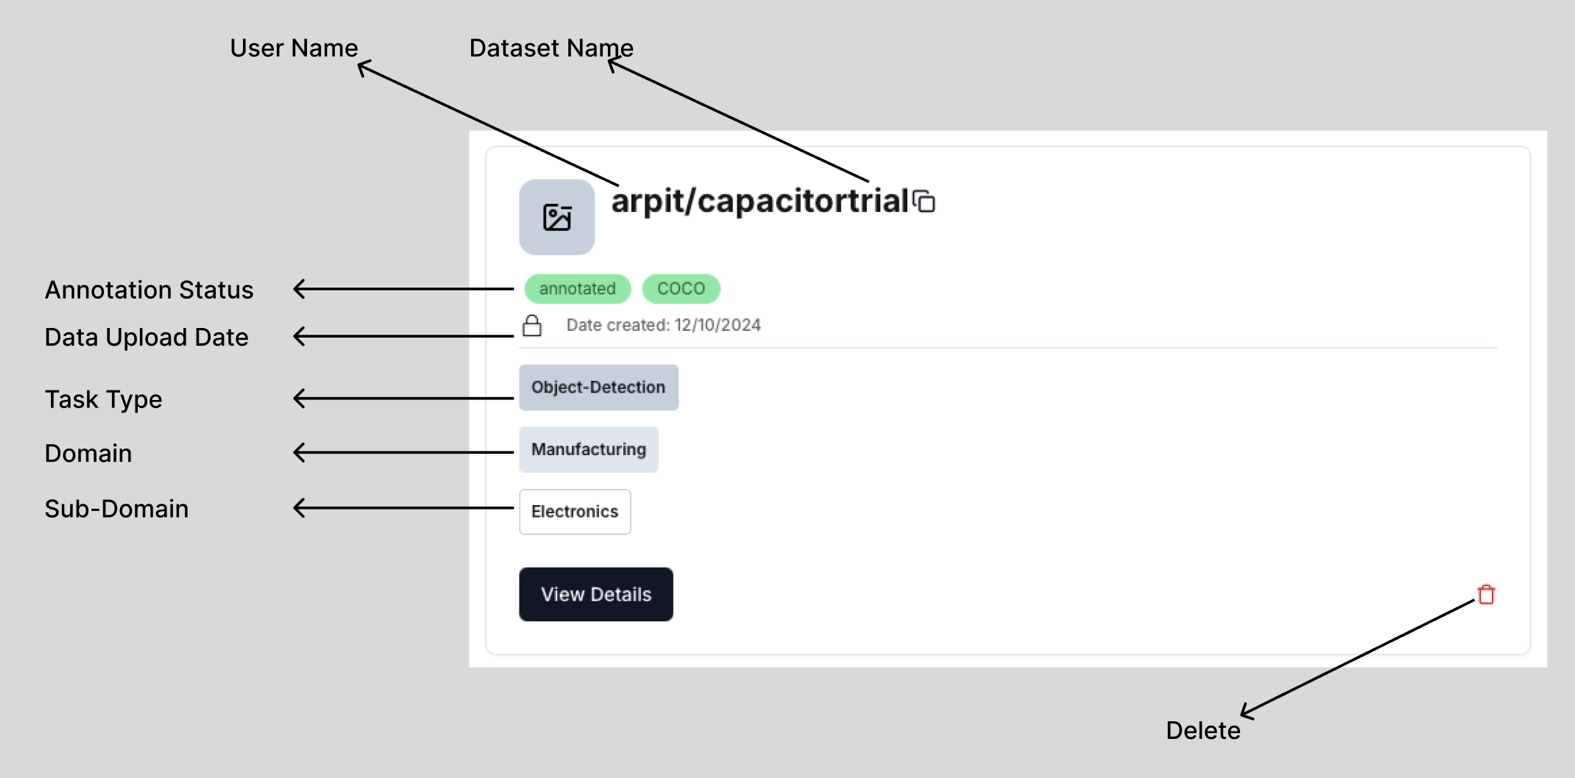 User Name
Dataset Name
arpit/capacitortrial
Annotation Status
annotated
COCO
Data Upload Date
Date created: 12/10/2024
Task Type
Object-Detection
Domain
Manufacturing
Sub-Domain
Electronics
View Details
Delete